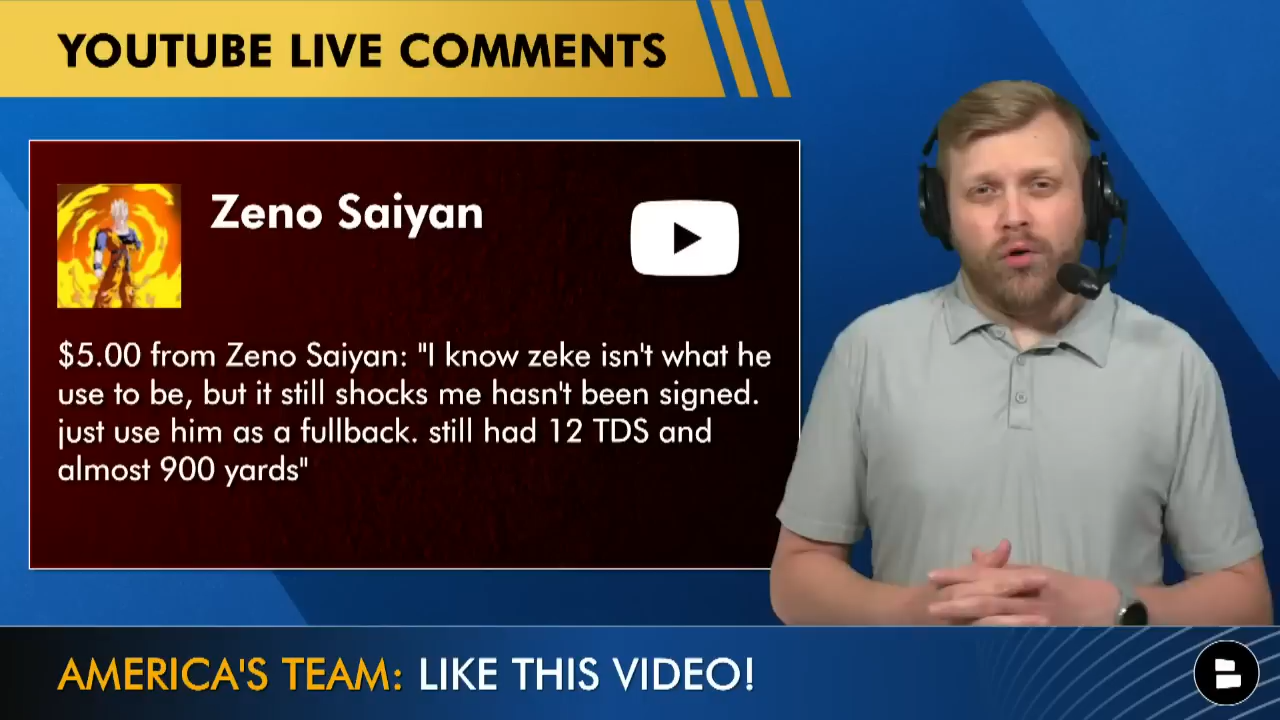 YOUTUBE LIVE COMMENTS
Zeno Saiyan
$5.00 from Zeno Saiyan: "I know zeke isn't what he
use to be, but it still shocks me hasn't been signed.
just use him as a fullback. still had 12 TDS and
almost 900 yards"
AMERICA'S TEAM: LIKE THIS VIDEO!